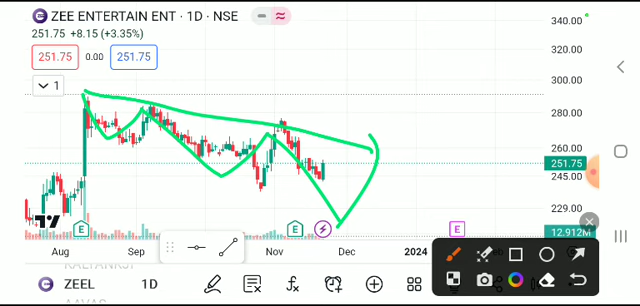 ZEE ENTERTAIN ENT · 1D · NSE
251.75 +8.15 (+3.35%)
251.75 0.00 251.75
1
340.00
320.00
300.00
280.00
260.00
251.75
245.00
229.00
12.912M
E E E
Aug Sep Nov Dec 2024
ZEEL 1D